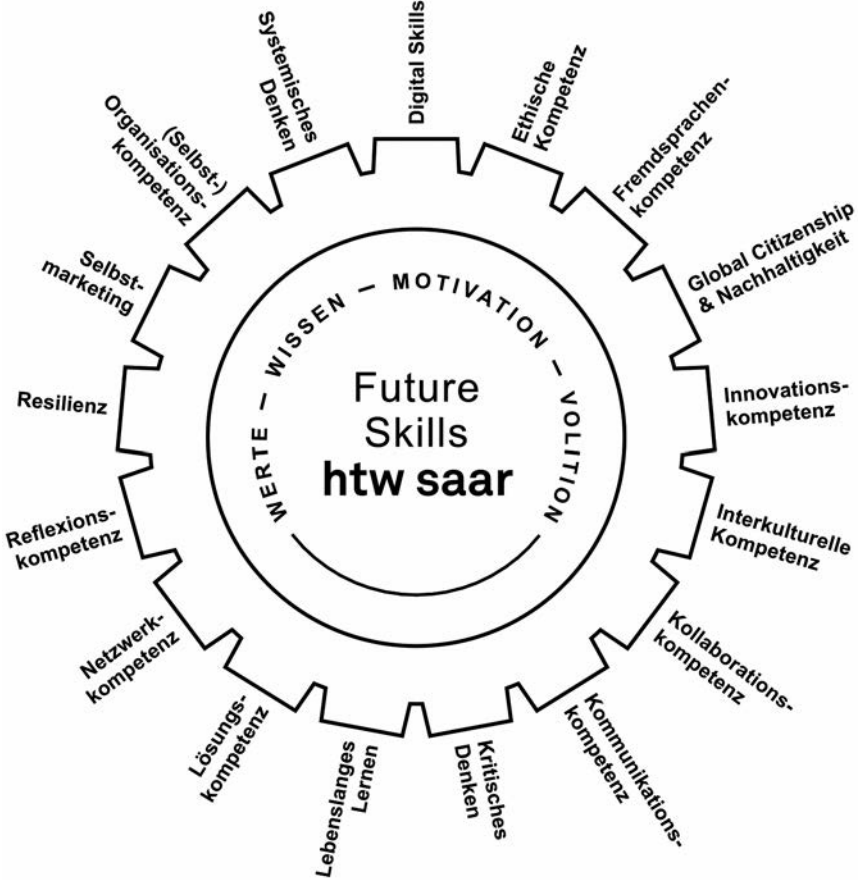 Digital Skills
Ethische
Kompetenz
Fremdsprachen-
kompetenz
Global Citizenship
& Nachhaltigkeit
Innovations-
kompetenz
Interkulturelle
Kompetenz
Kollaborations-
kompetenz
Kommunikations-
kompetenz
Kritisches
Denken
Lebenslanges
Lernen
Lösungs-
kompetenz
Netzwerk-
kompetenz
Reflexions-
kompetenz
Resilienz
Selbst-
marketing
(Selbst-)
Organisations-
kompetenz
Systemisches
Denken
WERTE — WISSEN — MOTIVATION — VOLITION
Future
Skills
htw saar